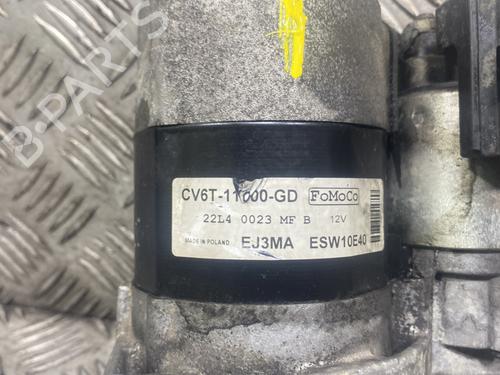 B-PARTS
CV6T-11000-GD FoMoCo
22L4 0023 MF B 12V
MADE IN POLAND EJ3MA ESW10E40